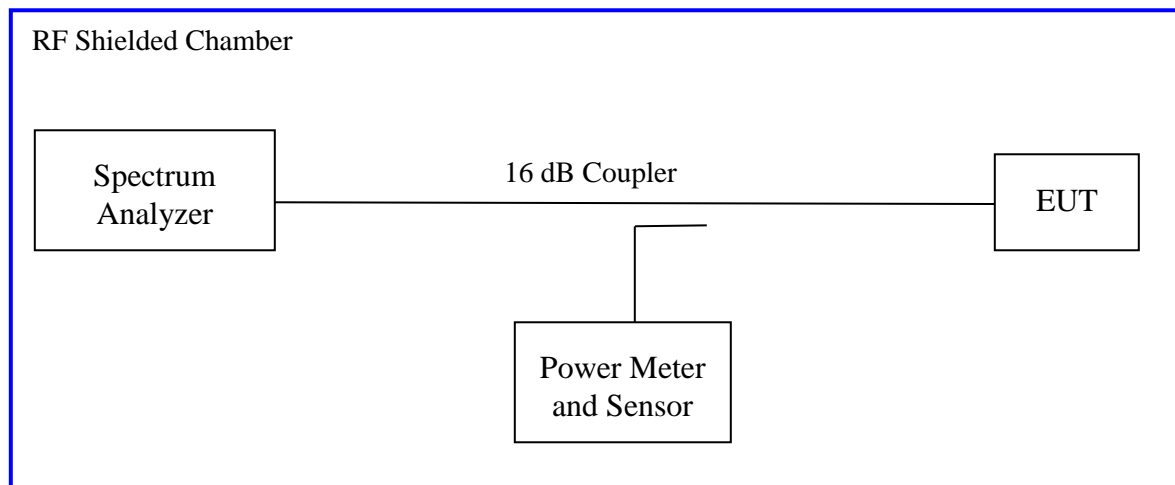 RF Shielded Chamber
Spectrum
Analyzer
16 dB Coupler
EUT
Power Meter
and Sensor